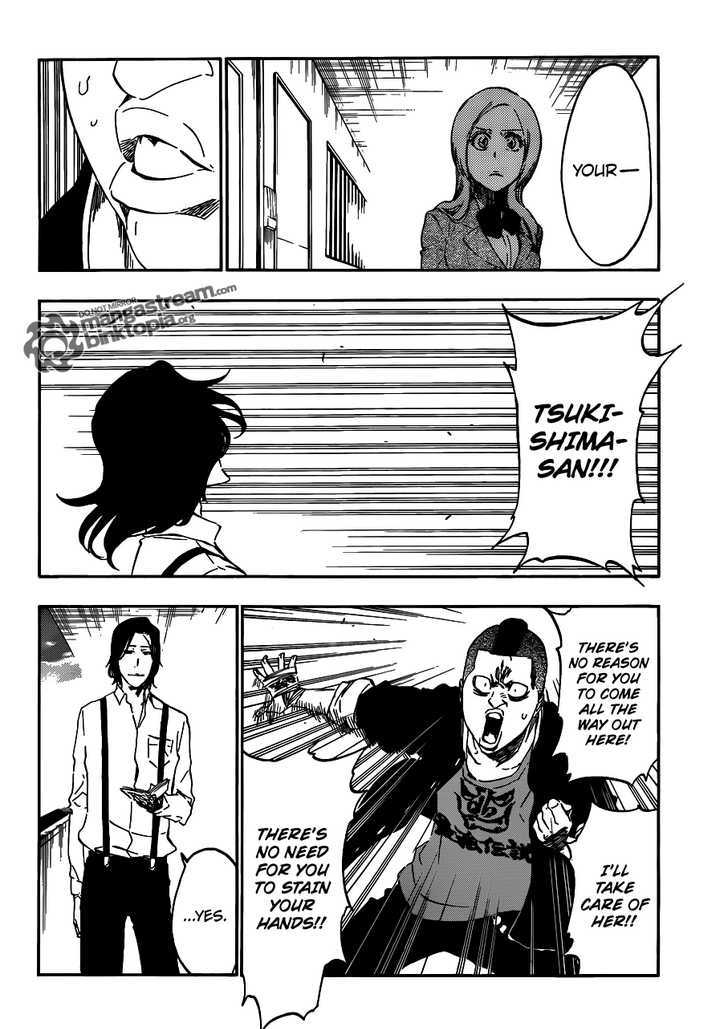 YOUR—
TSUKI-
SHIMA-
SAN!!!
DO NOT MIRROR
mangastream.com
binktopia.org
THERE'S
NO REASON
FOR YOU
TO COME
ALL THE
WAY OUT
HERE!
I'LL
TAKE
CARE OF
HER!!
THERE'S
NO NEED
FOR YOU
TO STAIN
YOUR
HANDS!!
...YES.